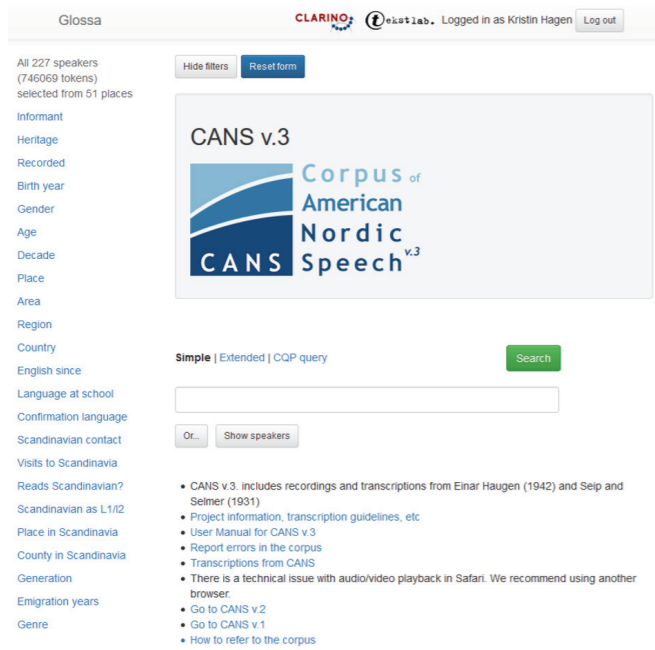 Glossa
CLARINO
tekstlab. Logged in as Kristin Hagen Log out
All 227 speakers
(746069 tokens)
selected from 51 places
Informant
Heritage
Recorded
Birth year
Gender
Age
Decade
Place
Area
Region
Country
English since
Language at school
Confirmation language
Scandinavian contact
Visits to Scandinavia
Reads Scandinavian?
Scandinavian as L1/l2
Place in Scandinavia
County in Scandinavia
Generation
Emigration years
Genre
Hide filters Reset form
CANS v.3
CANS
Corpus of
American
Nordic
Speech v.3
Simple | Extended | CQP query Search
Or... Show speakers
• CANS v.3. includes recordings and transcriptions from Einar Haugen (1942) and Seip and
Selmer (1931)
• Project information, transcription guidelines, etc
• User Manual for CANS v.3
• Report errors in the corpus
• Transcriptions from CANS
• There is a technical issue with audio/video playback in Safari. We recommend using another
browser.
• Go to CANS v.2
• Go to CANS v.1
• How to refer to the corpus